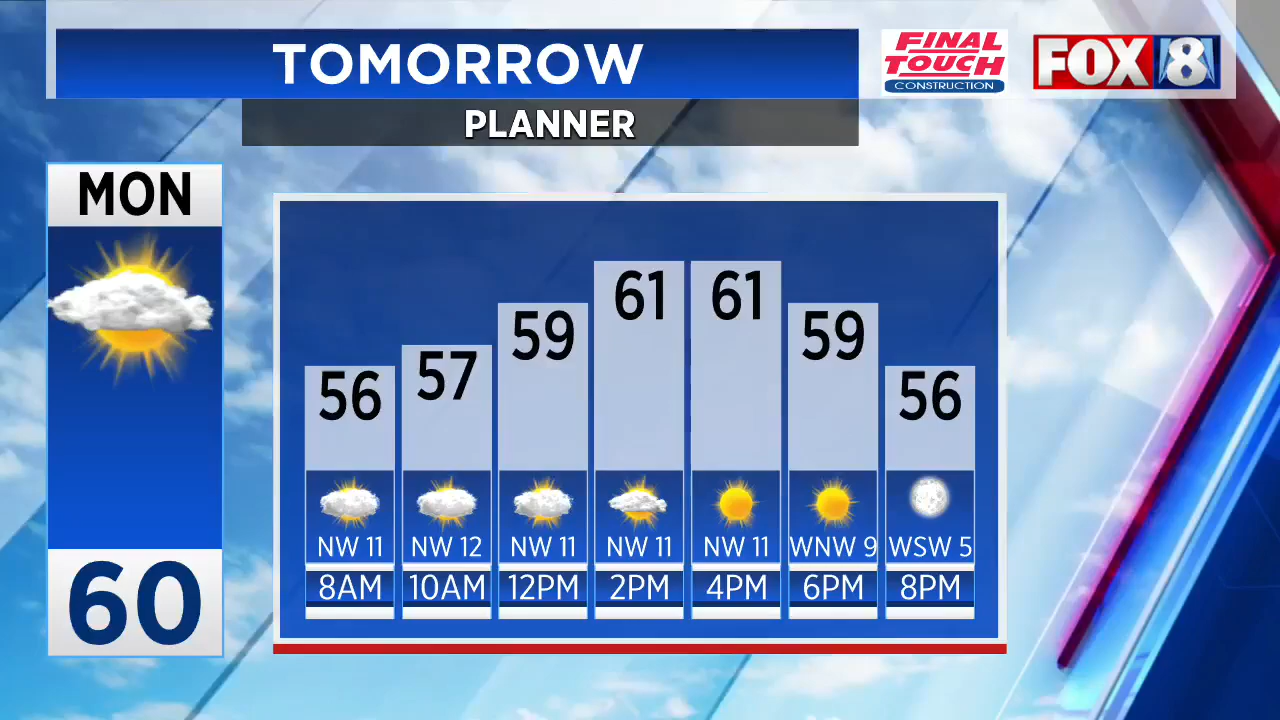 TOMORROW
PLANNER
FINAL
TOUCH
CONSTRUCTION
FOX 8
MON
60
56 57 59 61 61 59 56
NW 11 NW 12 NW 11 NW 11 NW 11 WNW 9 WSW 5
8AM 10AM 12PM 2PM 4PM 6PM 8PM